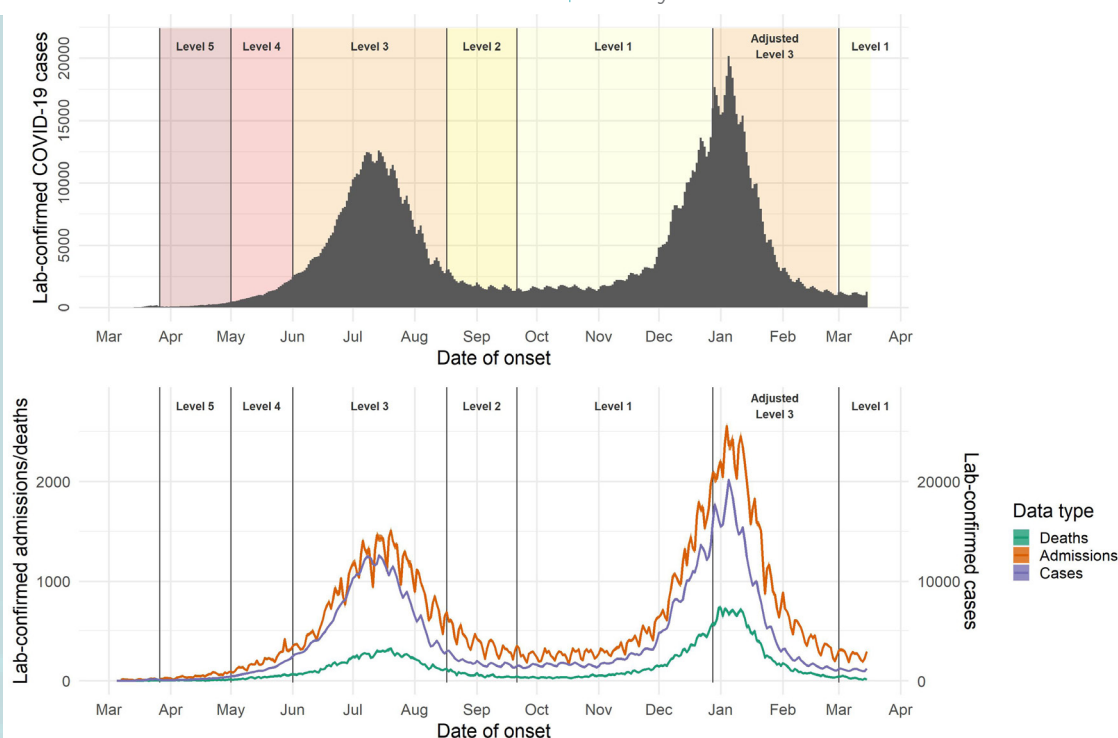 Level 5 Level 4 Level 3 Level 2 Level 1 Adjusted Level 3 Level 1
Lab-confirmed COVID-19 cases
20000
15000
10000
5000
0
Mar Apr May Jun Jul Aug Sep Oct Nov Dec Jan Feb Mar Apr
Date of onset
Level 5 Level 4 Level 3 Level 2 Level 1 Adjusted Level 3 Level 1
Lab-confirmed admissions/deaths
2000
1000
0
20000
10000
0
Lab-confirmed cases
Mar Apr May Jun Jul Aug Sep Oct Nov Dec Jan Feb Mar Apr
Date of onset
Data type
Deaths
Admissions
Cases